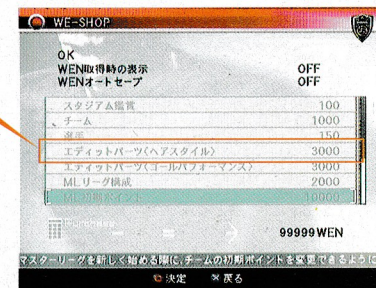 WE-SHOP
OK
WEN取得時の表示 OFF
WENオートセーブ OFF
スタジアム鑑賞 100
チーム 1000
選手 150
エディットパーツ(ヘアスタイル) 3000
エディットパーツ(ゴールパフォーマンス) 3000
MLリーグ構成 2000
ML初期ポイント 10000
99999WEN
マスターリーグを新しく始める際に、チームの初期ポイントを変更できるように
決定 戻る